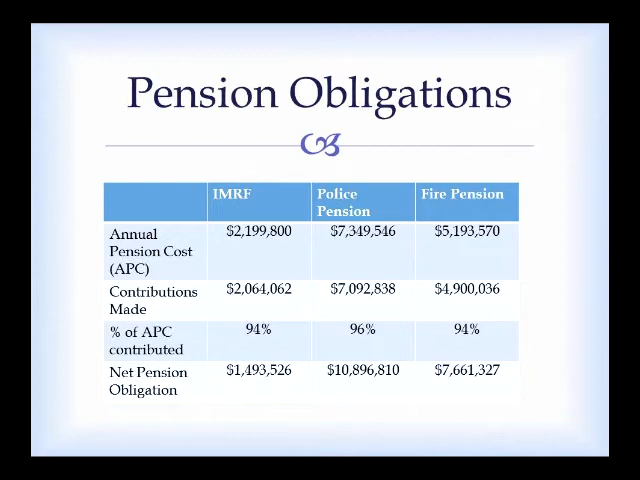 Pension Obligations
IMRF
Police
Pension
Fire Pension
Annual
Pension Cost
(APC)
$2,199,800
$7,349,546
$5,193,570
Contributions
Made
$2,064,062
$7,092,838
$4,900,036
% of APC
contributed
94%
96%
94%
Net Pension
Obligation
$1,493,526
$10,896,810
$7,661,327